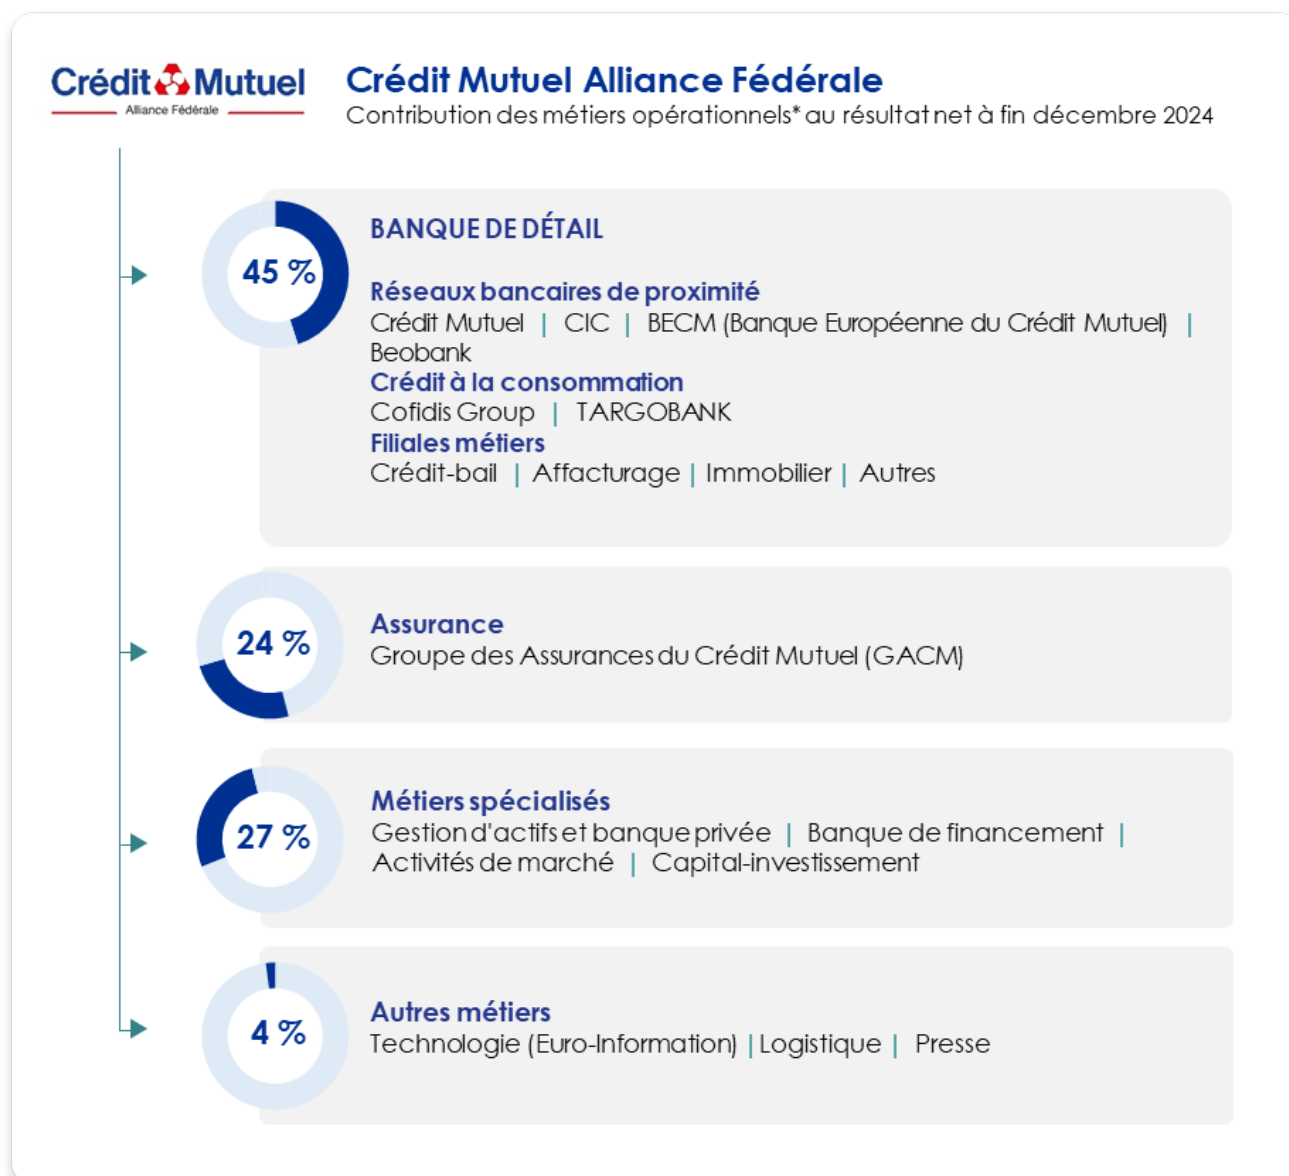 Crédit Mutuel
Alliance Fédérale
Crédit Mutuel Alliance Fédérale
Contribution des métiers opérationnels* au résultat net à fin décembre 2024
45 %
BANQUE DE DÉTAIL
Réseaux bancaires de proximité
Crédit Mutuel | CIC | BECM (Banque Européenne du Crédit Mutuel) |
Beobank
Crédit à la consommation
Cofidis Group | TARGOBANK
Filiales métiers
Crédit-bail | Affacturage | Immobilier | Autres
24 %
Assurance
Groupe des Assurances du Crédit Mutuel (GACM)
27 %
Métiers spécialisés
Gestion d'actifs et banque privée | Banque de financement |
Activités de marché | Capital-investissement
4 %
Autres métiers
Technologie (Euro-Information) | Logistique | Presse